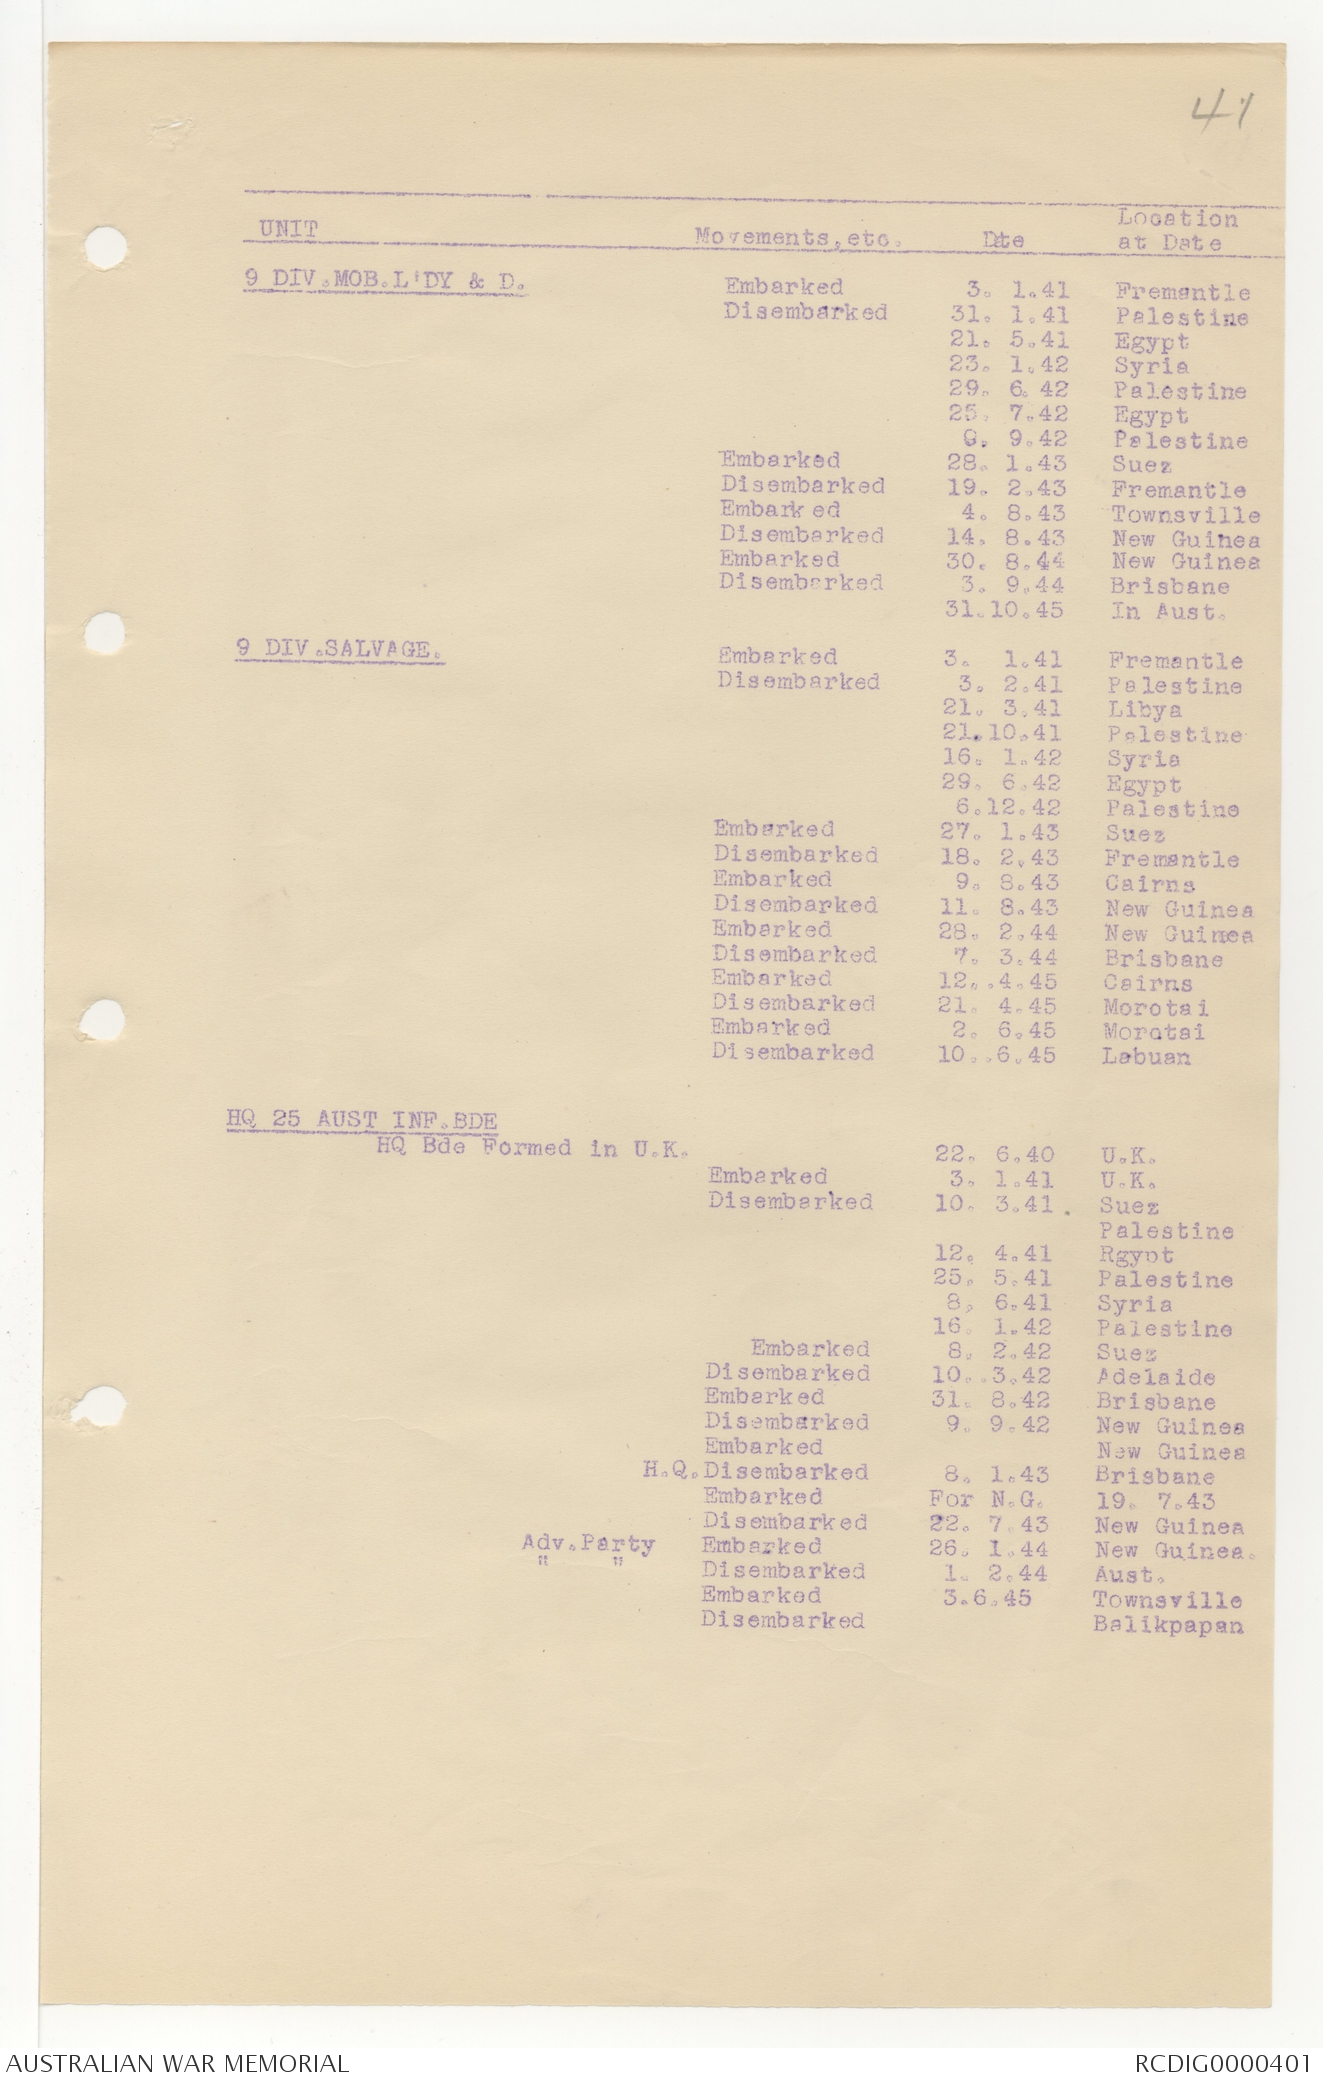 41
UNIT Movements, etc. Date Location
at Date
9 DIV.MOB.L'DY & D. Embarked 3. 1.41 Fremantle
Disembarked 31. 1.41 Palestine
21. 5.41 Egypt
23. 1.42 Syria
29. 6.42 Palestine
25. 7.42 Egypt
9. 9.42 Palestine
Embarked 28. 1.43 Suez
Disembarked 19. 2.43 Fremantle
Embarked 4. 8.43 Townsville
Disembarked 14. 8.43 New Guinea
Embarked 30. 8.44 New Guinea
Disembarked 3. 9.44 Brisbane
31.10.45 In Aust.
9 DIV.SALVAGE. Embarked 3. 1.41 Fremantle
Disembarked 3. 2.41 Palestine
21. 3.41 Libya
21.10.41 Palestine
16. 1.42 Syria
29. 6.42 Egypt
6.12.42 Palestine
Embarked 27. 1.43 Suez
Disembarked 18. 2.43 Fremantle
Embarked 9. 8.43 Cairns
Disembarked 11. 8.43 New Guinea
Embarked 28. 2.44 New Guinea
Disembarked 7. 3.44 Brisbane
Embarked 12..4.45 Cairns
Disembarked 21. 4.45 Morotai
Embarked 2. 6.45 Morotai
Disembarked 10..6.45 Labuan
HQ 25 AUST INF.BDE
HQ Bde Formed in U.K. 22. 6.40 U.K.
Embarked 3. 1.41 U.K.
Disembarked 10. 3.41 . Suez
Palestine
12. 4.41 Rgypt
25. 5.41 Palestine
8, 6.41 Syria
16. 1.42 Palestine
Embarked 8. 2.42 Suez
Disembarked 10..3.42 Adelaide
Embarked 31. 8.42 Brisbane
Disembarked 9. 9.42 New Guinea
Embarked New Guinea
H.Q.Disembarked 8. 1.43 Brisbane
Embarked For N.G. 19. 7.43
Disembarked 22. 7.43 New Guinea
Adv.Party Embarked 26. 1.44 New Guinea.
" " Disembarked 1. 2.44 Aust.
Embarked 3.6.45 Townsville
Disembarked Balikpapan
AUSTRALIAN WAR MEMORIAL RCDIG0000401